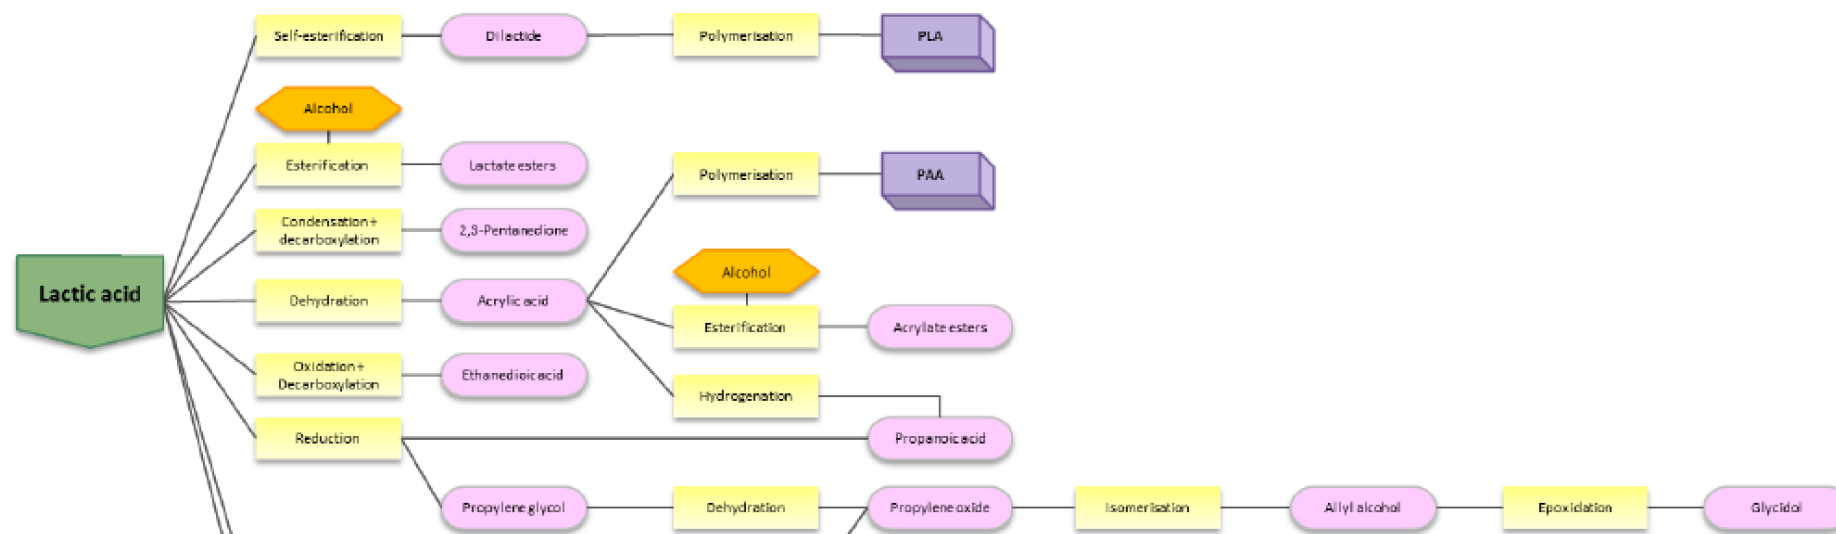 Self-esterification
Dilactide
Polymerisation
PLA
Alcohol
Esterification
Lactate esters
Polymerisation
PAA
Condensation+
decarboxylation
2,3-Pentanedione
Alcohol
Lactic acid
Dehydration
Acrylic acid
Esterification
Acrylate esters
Oxidation+
Decarboxylation
Ethanedioic acid
Hydrogenation
Reduction
Propanoic acid
Propylene glycol
Dehydration
Propylene oxide
Isomerisation
Allyl alcohol
Epoxidation
Glycidol